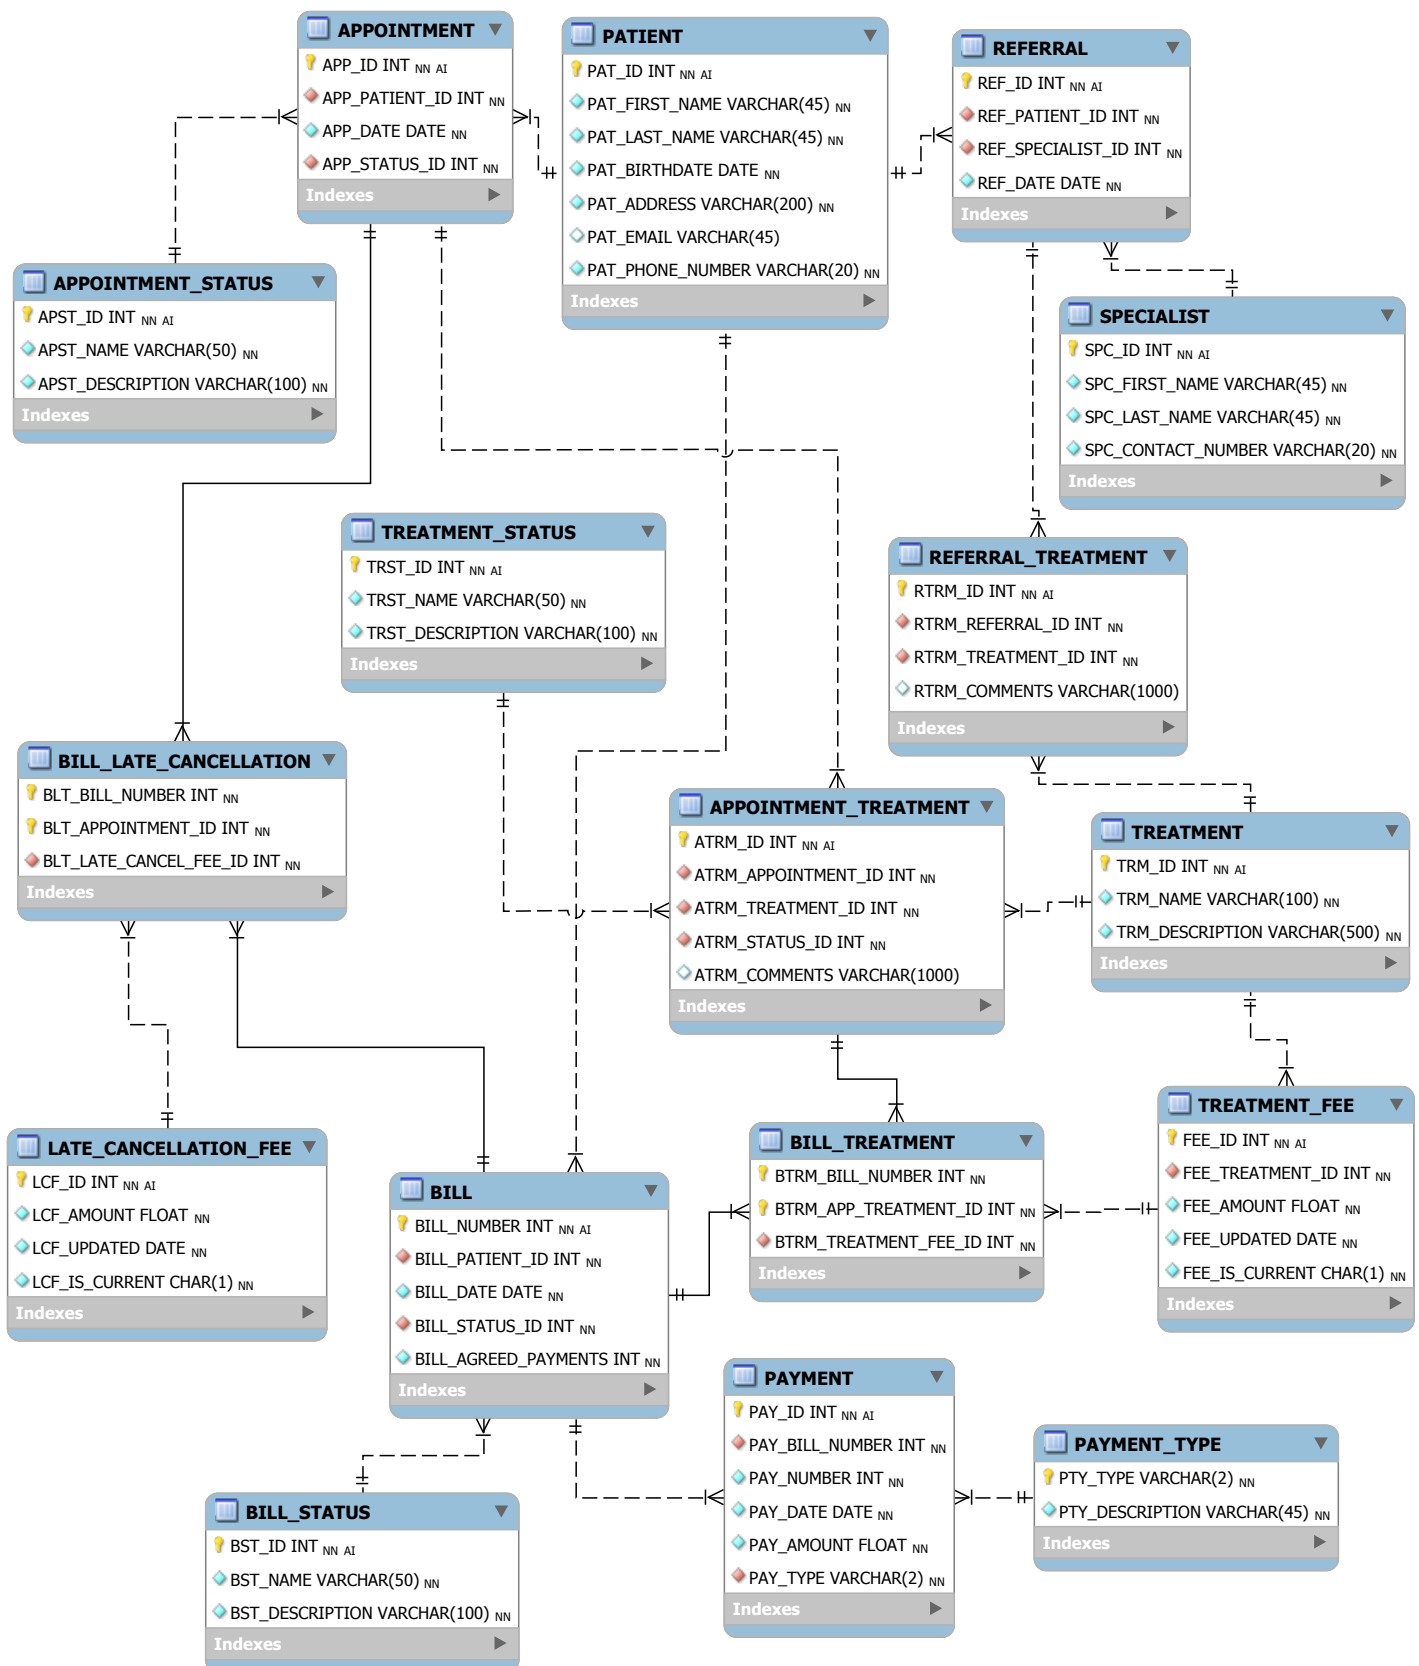 APPOINTMENT
APP_ID INT NN AI
APP_PATIENT_ID INT NN
APP_DATE DATE NN
APP_STATUS_ID INT NN
Indexes
PATIENT
PAT_ID INT NN AI
PAT_FIRST_NAME VARCHAR(45) NN
PAT_LAST_NAME VARCHAR(45) NN
PAT_BIRTHDATE DATE NN
PAT_ADDRESS VARCHAR(200) NN
PAT_EMAIL VARCHAR(45)
PAT_PHONE_NUMBER VARCHAR(20) NN
Indexes
REFERRAL
REF_ID INT NN AI
REF_PATIENT_ID INT NN
REF_SPECIALIST_ID INT NN
REF_DATE DATE NN
Indexes
APPOINTMENT_STATUS
APST_ID INT NN AI
APST_NAME VARCHAR(50) NN
APST_DESCRIPTION VARCHAR(100) NN
Indexes
SPECIALIST
SPC_ID INT NN AI
SPC_FIRST_NAME VARCHAR(45) NN
SPC_LAST_NAME VARCHAR(45) NN
SPC_CONTACT_NUMBER VARCHAR(20) NN
Indexes
TREATMENT_STATUS
TRST_ID INT NN AI
TRST_NAME VARCHAR(50) NN
TRST_DESCRIPTION VARCHAR(100) NN
Indexes
REFERRAL_TREATMENT
RTRM_ID INT NN AI
RTRM_REFERRAL_ID INT NN
RTRM_TREATMENT_ID INT NN
RTRM_COMMENTS VARCHAR(1000)
Indexes
BILL_LATE_CANCELLATION
BLT_BILL_NUMBER INT NN
BLT_APPOINTMENT_ID INT NN
BLT_LATE_CANCEL_FEE_ID INT NN
Indexes
APPOINTMENT_TREATMENT
ATRM_ID INT NN AI
ATRM_APPOINTMENT_ID INT NN
ATRM_TREATMENT_ID INT NN
ATRM_STATUS_ID INT NN
ATRM_COMMENTS VARCHAR(1000)
Indexes
TREATMENT
TRM_ID INT NN AI
TRM_NAME VARCHAR(100) NN
TRM_DESCRIPTION VARCHAR(500) NN
Indexes
LATE_CANCELLATION_FEE
LCF_ID INT NN AI
LCF_AMOUNT FLOAT NN
LCF_UPDATED DATE NN
LCF_IS_CURRENT CHAR(1) NN
Indexes
BILL
BILL_NUMBER INT NN AI
BILL_PATIENT_ID INT NN
BILL_DATE DATE NN
BILL_STATUS_ID INT NN
BILL_AGREED_PAYMENTS INT NN
Indexes
BILL_TREATMENT
BTRM_BILL_NUMBER INT NN
BTRM_APP_TREATMENT_ID INT NN
BTRM_TREATMENT_FEE_ID INT NN
Indexes
TREATMENT_FEE
FEE_ID INT NN AI
FEE_TREATMENT_ID INT NN
FEE_AMOUNT FLOAT NN
FEE_UPDATED DATE NN
FEE_IS_CURRENT CHAR(1) NN
Indexes
PAYMENT
PAY_ID INT NN AI
PAY_BILL_NUMBER INT NN
PAY_NUMBER INT NN
PAY_DATE DATE NN
PAY_AMOUNT FLOAT NN
PAY_TYPE VARCHAR(2) NN
Indexes
PAYMENT_TYPE
PTY_TYPE VARCHAR(2) NN
PTY_DESCRIPTION VARCHAR(45) NN
Indexes
BILL_STATUS
BST_ID INT NN AI
BST_NAME VARCHAR(50) NN
BST_DESCRIPTION VARCHAR(100) NN
Indexes